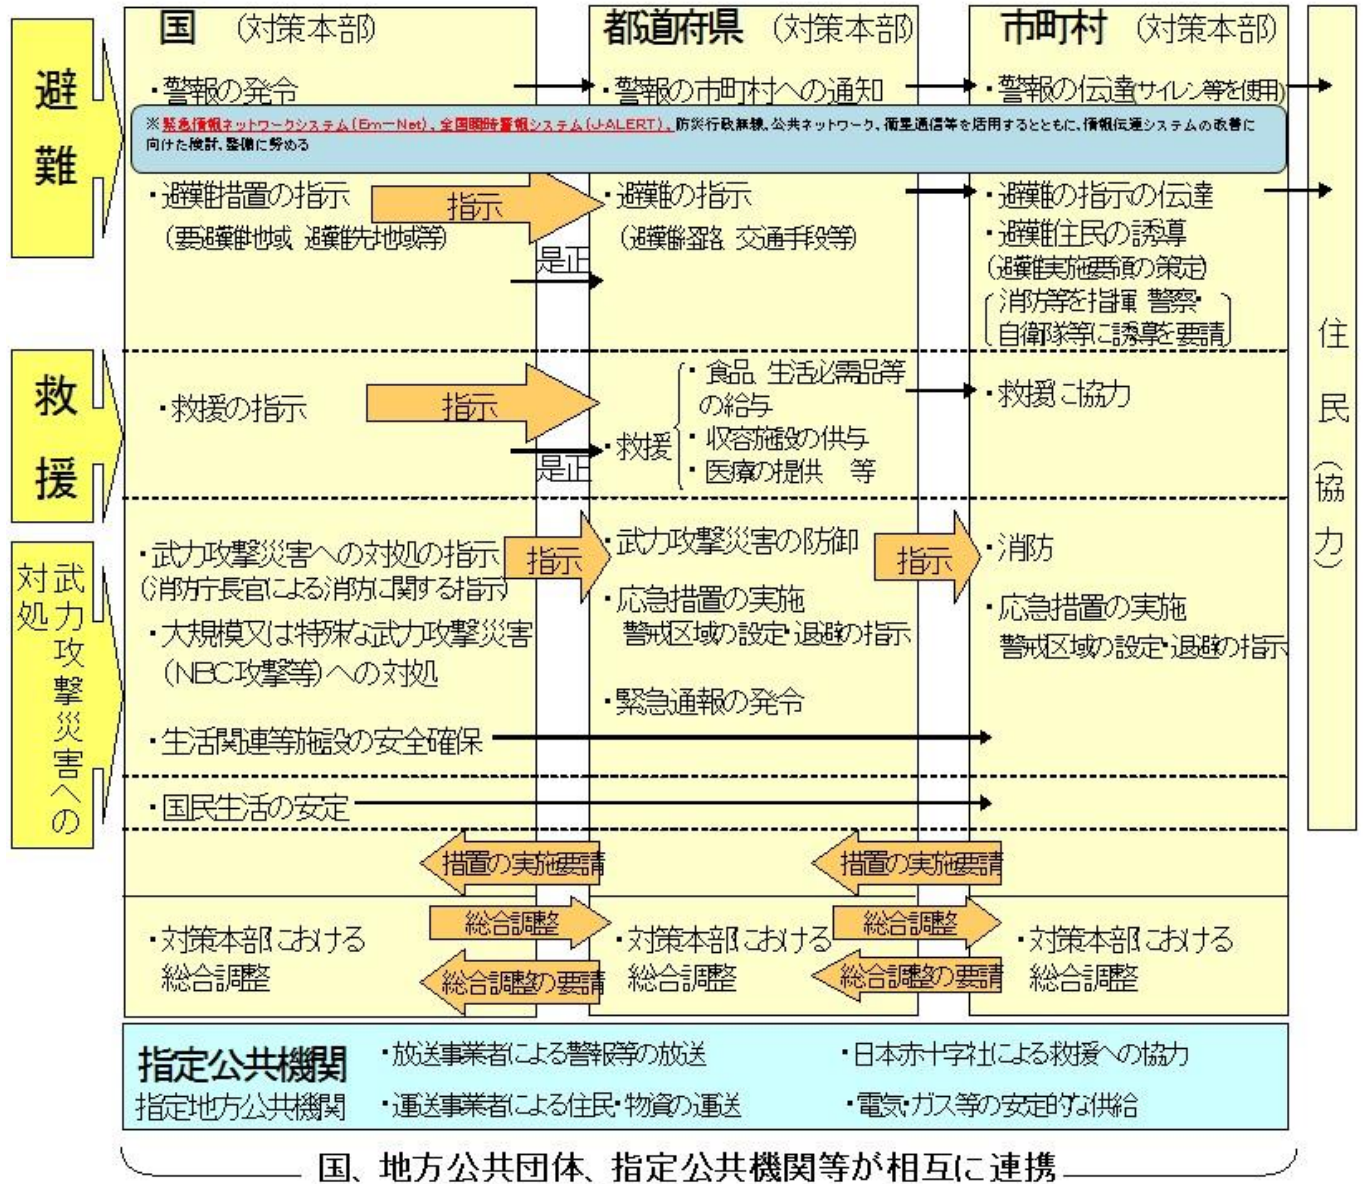 国 (対策本部)
都道府県 (対策本部)
市町村 (対策本部)
避難
・警報の発令
・警報の市町村への通知
・警報の伝達(サイレン等を使用)
※緊急情報ネットワークシステム(Em-Net)、全国瞬時警報システム(J-ALERT)、防災行政無線、公共ネットワーク、衛星通信等を活用するとともに、情報伝達システムの改善に
向けた検討、整備に努める
・避難措置の指示
(要避難地域 避難先地域等)
指示
是正
・避難の指示
(避難経路 交通手段等)
・避難の指示の伝達
・避難住民の誘導
(避難実施要領の策定)
消防等を指揮 警察・
自衛隊等に誘導を要請
住民(協力)
救援
・救援の指示
指示
是正
・救援
・食品 生活必需品等
の給与
・収容施設の供与
・医療の提供 等
・救援に協力
武力攻撃災害への
対処
・武力攻撃災害への対処の指示
(消防庁長官による消防に関する指示)
・大規模又は特殊な武力攻撃災害
(NBC攻撃等)への対処
・生活関連等施設の安全確保
指示
・武力攻撃災害の防御
・応急措置の実施
警戒区域の設定・退避の指示
・緊急通報の発令
指示
・消防
・応急措置の実施
警戒区域の設定・退避の指示
・国民生活の安定
措置の実施要請
措置の実施要請
・対策本部における
総合調整
総合調整
総合調整の要請
・対策本部における
総合調整
総合調整
総合調整の要請
・対策本部における
総合調整
指定公共機関
指定地方公共機関
・放送事業者による警報等の放送
・日本赤十字社による救援への協力
・運送事業者による住民・物資の運送
・電気・ガス等の安定的な供給
国、地方公共団体、指定公共機関等が相互に連携